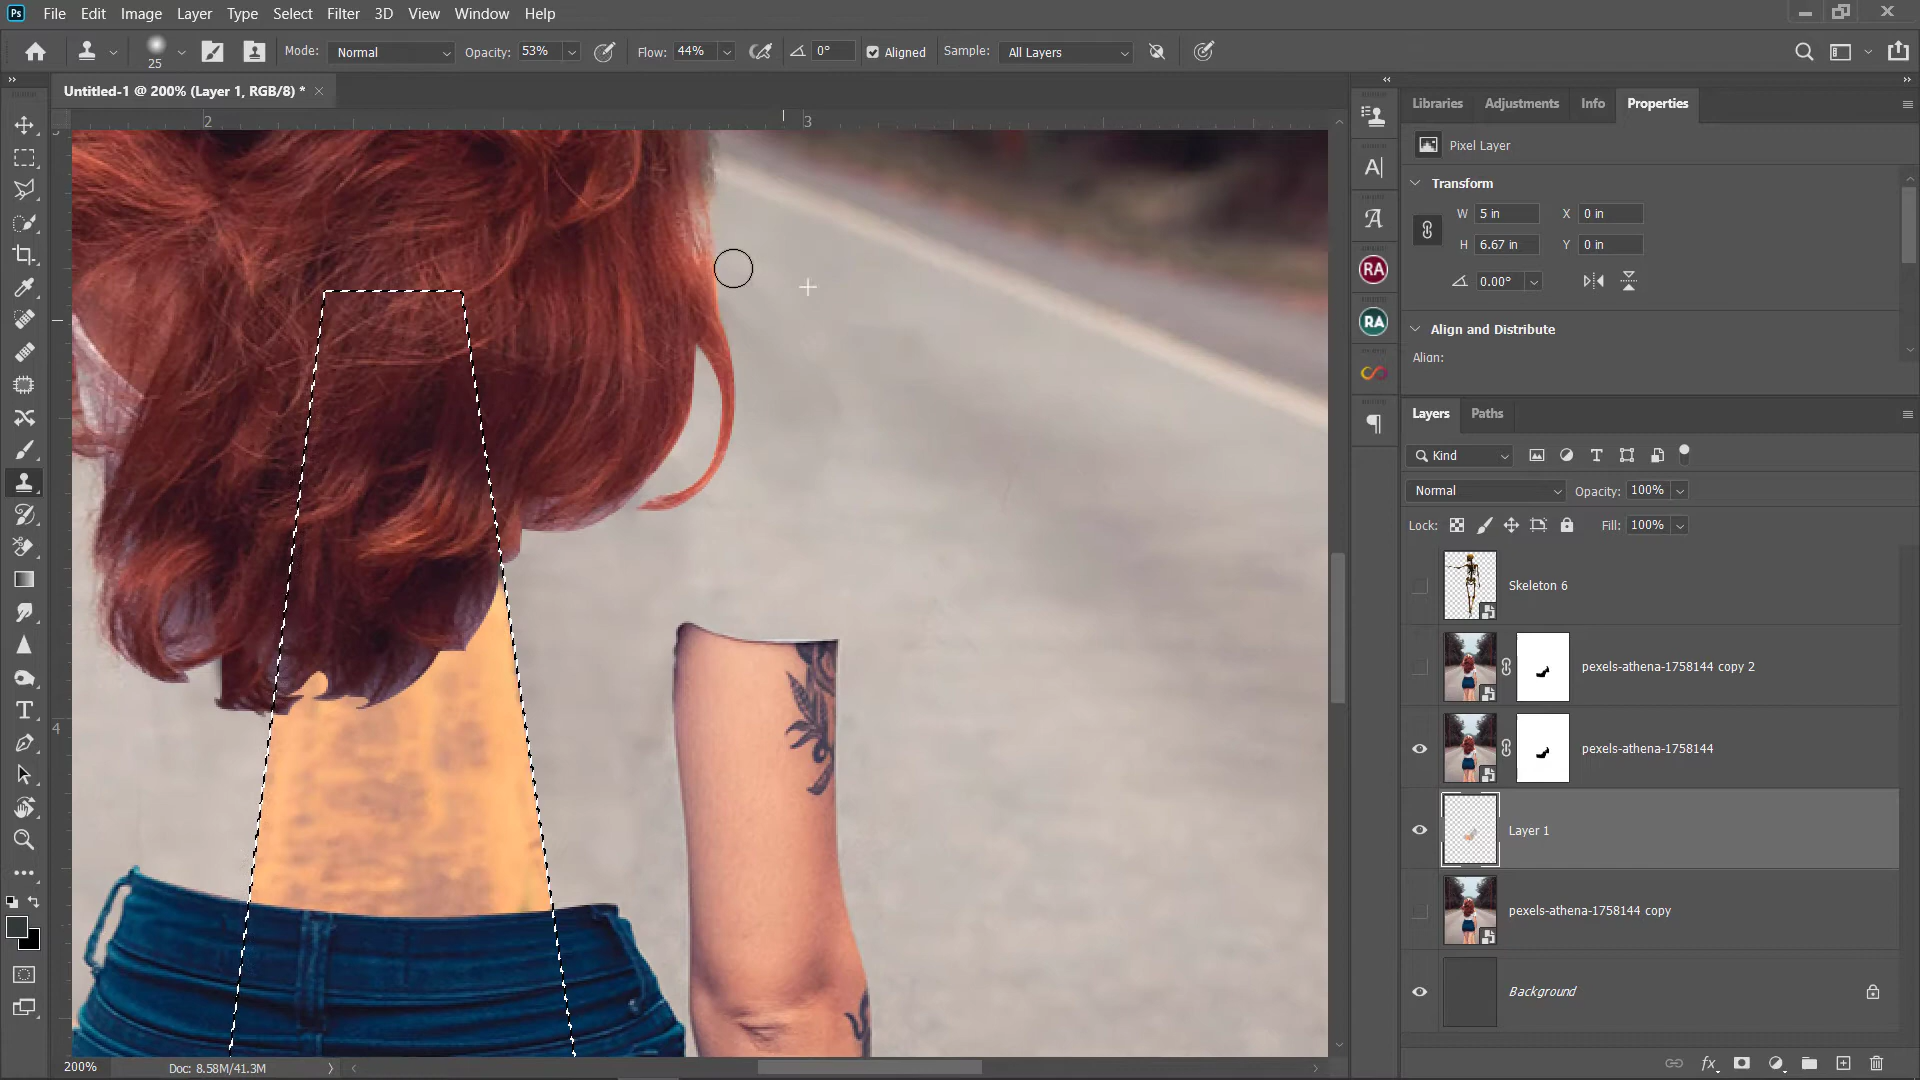 Ps File Edit Image Layer Type Select Filter 3D View Window Help
25 Mode: Normal Opacity: 53% Flow: 44% 0° Aligned Sample: All Layers
Untitled-1 @ 200% (Layer 1, RGB/8) *
Libraries Adjustments Info Properties
2 3
Pixel Layer
Transform
W 5 in X 0 in
H 6.67 in Y 0 in
0.00°
Align and Distribute
Align:
A
A
RA
RA
Layers Paths
Kind
Normal Opacity: 100%
Lock: Fill: 100%
Skeleton 6
pexels-athena-1758144 copy 2
4
pexels-athena-1758144
Layer 1
pexels-athena-1758144 copy
Background
200% Doc: 8.58M/41.3M
fx